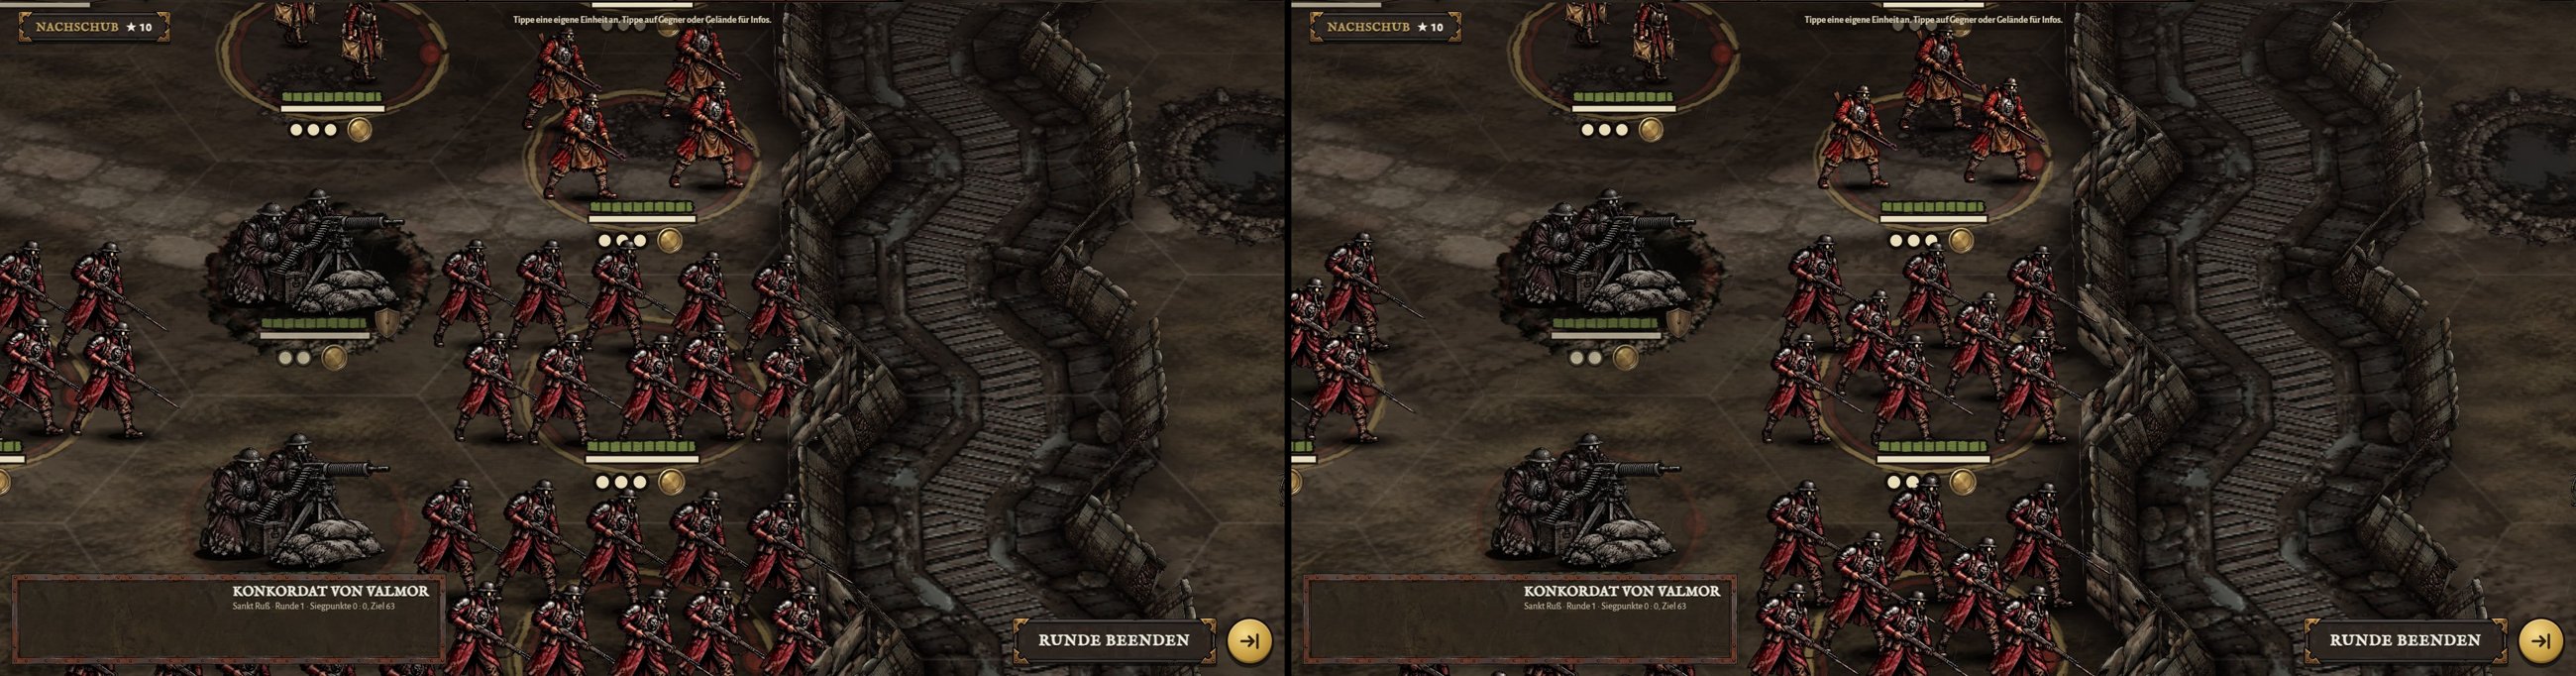 NACHSCHUB ★ 10
Tippe eine eigene Einheit an. Tippe auf Gegner oder Gelände für Infos.
KONKORDAT VON VALMOR
Sankt Ruß · Runde 1 · Siegpunkte 0 : 0, Ziel 63
RUNDE BEENDEN
NACHSCHUB ★ 10
Tippe eine eigene Einheit an. Tippe auf Gegner oder Gelände für Infos.
KONKORDAT VON VALMOR
Sankt Ruß · Runde 1 · Siegpunkte 0 : 0, Ziel 63
RUNDE BEENDEN